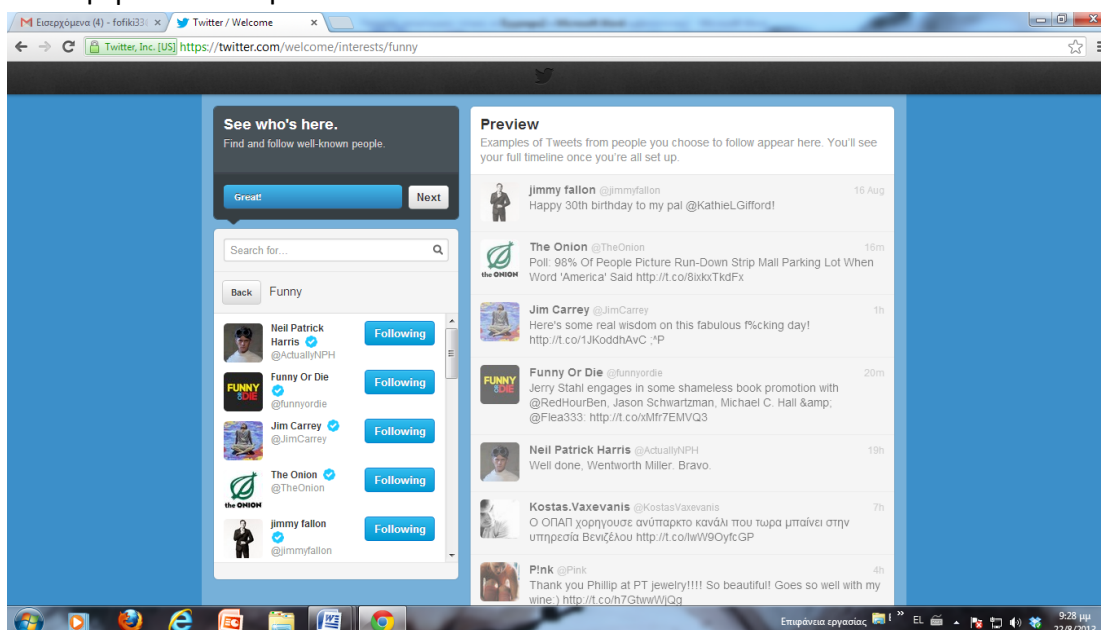 Εισερχόμενα (4) - fofiki33
Twitter / Welcome
Twitter, Inc. [US] https://twitter.com/welcome/interests/funny
See who's here.
Find and follow well-known people.
Great!
Next
Search for...
Back Funny
Neil Patrick
Harris
@ActuallyNPH
Following
Funny Or Die
@funnyordie
Following
Jim Carrey
@JimCarrey
Following
the ONION
The Onion
@TheOnion
Following
jimmy fallon
@jimmyfallon
Following
Preview
Examples of Tweets from people you choose to follow appear here. You'll see
your full timeline once you're all set up.
jimmy fallon @jimmyfallon 16 Aug
Happy 30th birthday to my pal @KathieLGifford!
the ONION
The Onion @TheOnion 16m
Poll: 98% Of People Picture Run-Down Strip Mall Parking Lot When
Word 'America' Said http://t.co/8ixkxTkdFx
Jim Carrey @JimCarrey 1h
Here's some real wisdom on this fabulous f%cking day!
http://t.co/1JKoddhAvC ;^P
FUNNY
DIE
Funny Or Die @funnyordie 20m
Jerry Stahl engages in some shameless book promotion with
@RedHourBen, Jason Schwartzman, Michael C. Hall &amp;
@Flea333: http://t.co/xMfr7EMVQ3
Neil Patrick Harris @ActuallyNPH 19h
Well done, Wentworth Miller. Bravo.
Kostas.Vaxevanis @KostasVaxevanis 7h
Ο ΟΠΑΠ χορηγουσε ανύπαρκτο κανάλι που τωρα μπαίνει στην
υπηρεσία Βενιζέλου http://t.co/lwW9OyfcGP
P!nk @Pink 4h
Thank you Phillip at PT jewelry!!!! So beautiful! Goes so well with my
wine:) http://t.co/h7GtwwWjQg
Επιφάνεια εργασίας
EL
9:28 μμ
22/8/2013